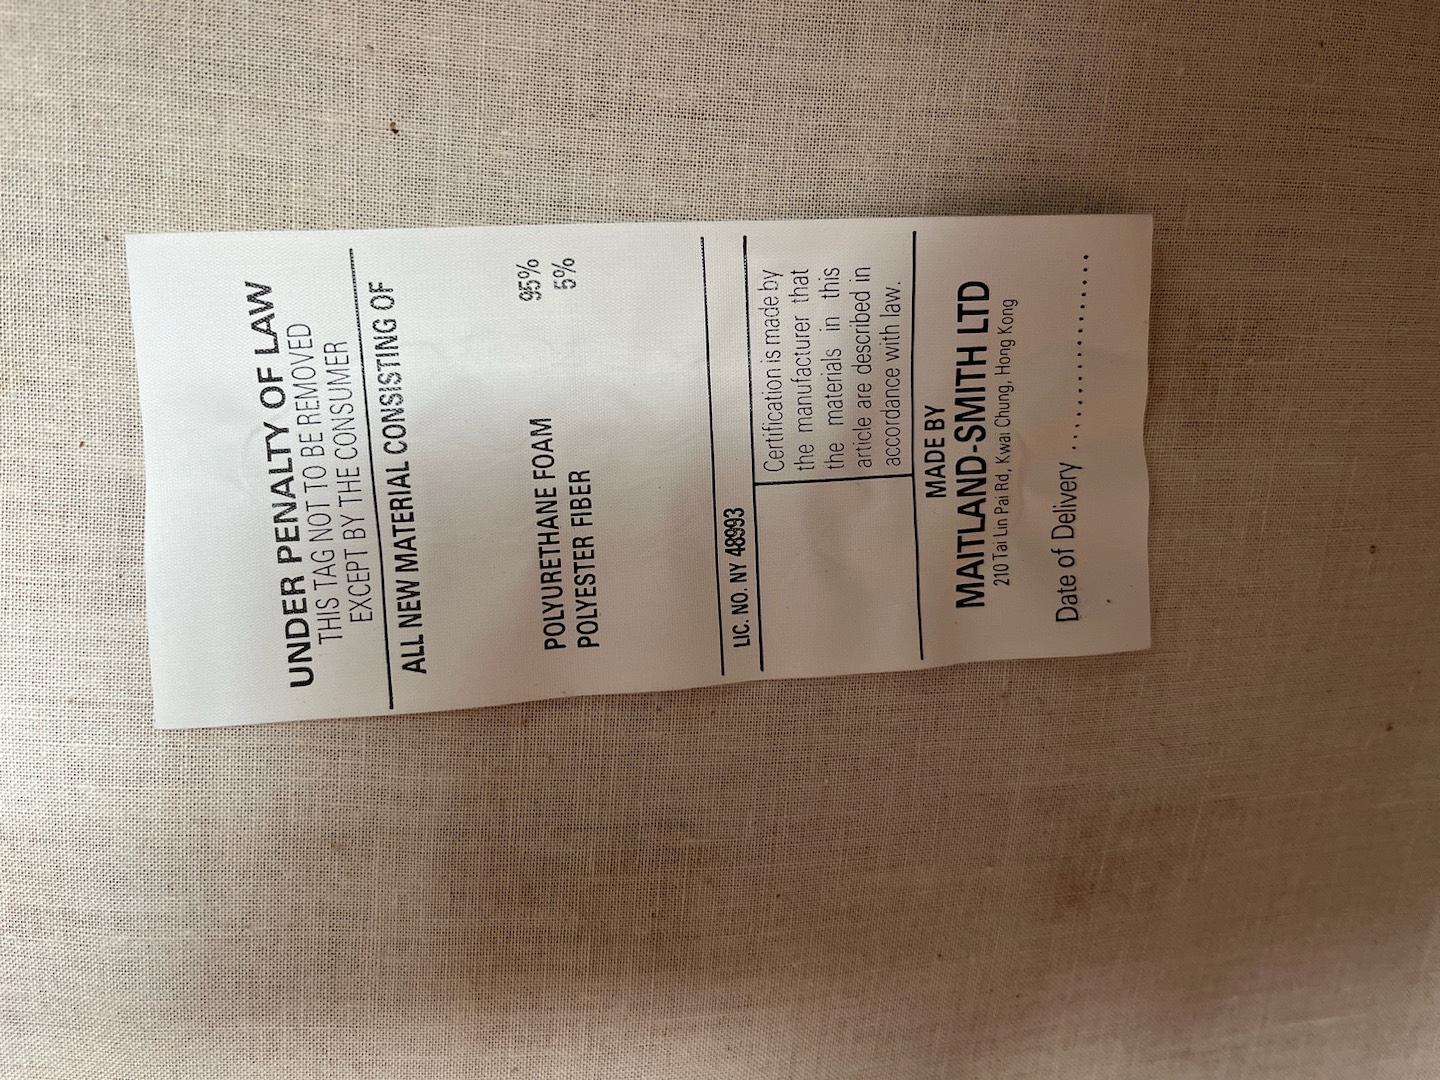 UNDER PENALTY OF LAW
THIS TAG NOT TO BE REMOVED
EXCEPT BY THE CONSUMER
ALL NEW MATERIAL CONSISTING OF
POLYURETHANE FOAM 95%
POLYESTER FIBER 5%
LIC. NO. NY 48993
Certification is made by
the manufacturer that
the materials in this
article are described in
accordance with law.
MADE BY
MAITLAND-SMITH LTD
210 Tai Lin Pai Rd, Kwai Chung, Hong Kong
Date of Delivery ........................